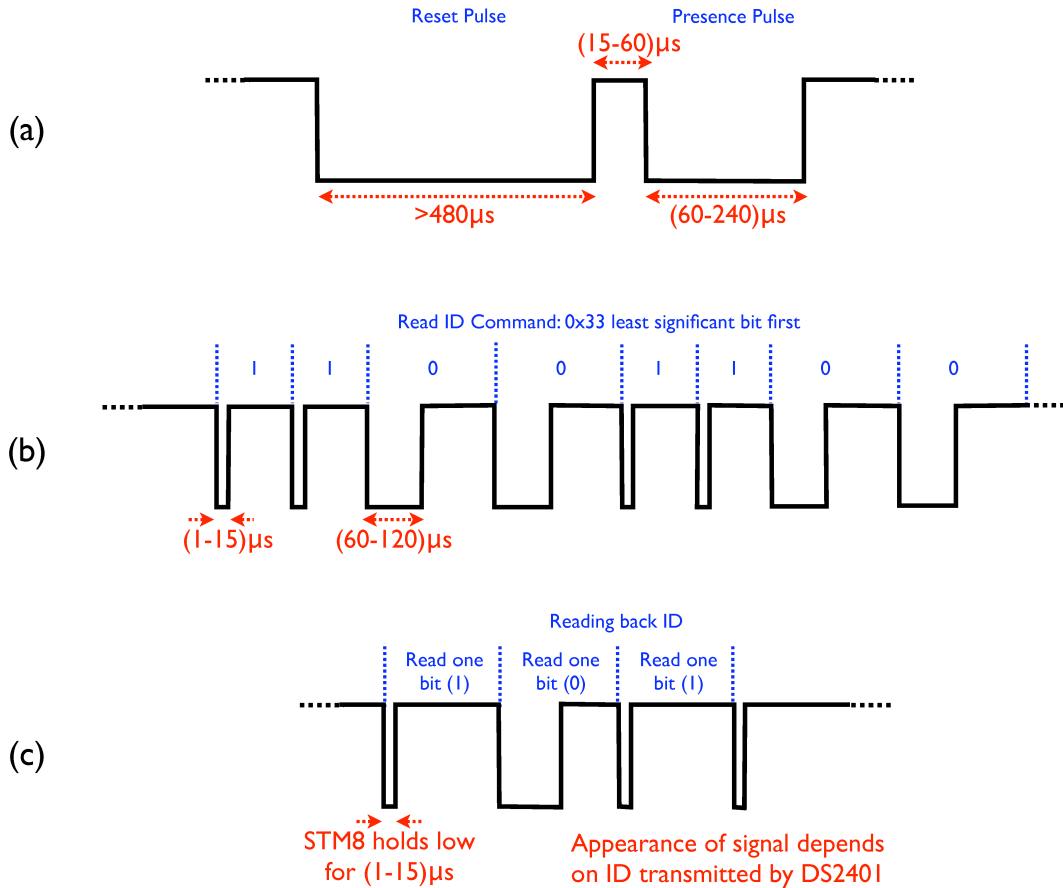 Reset Pulse
Presence Pulse
(15-60)µs
(a)
>480µs
(60-240)µs
Read ID Command: 0x33 least significant bit first
1 1 0 0 1 1 0 0
(b)
(1-15)µs
(60-120)µs
Reading back ID
Read one
bit (1)
Read one
bit (0)
Read one
bit (1)
(c)
STM8 holds low
for (1-15)µs
Appearance of signal depends
on ID transmitted by DS2401